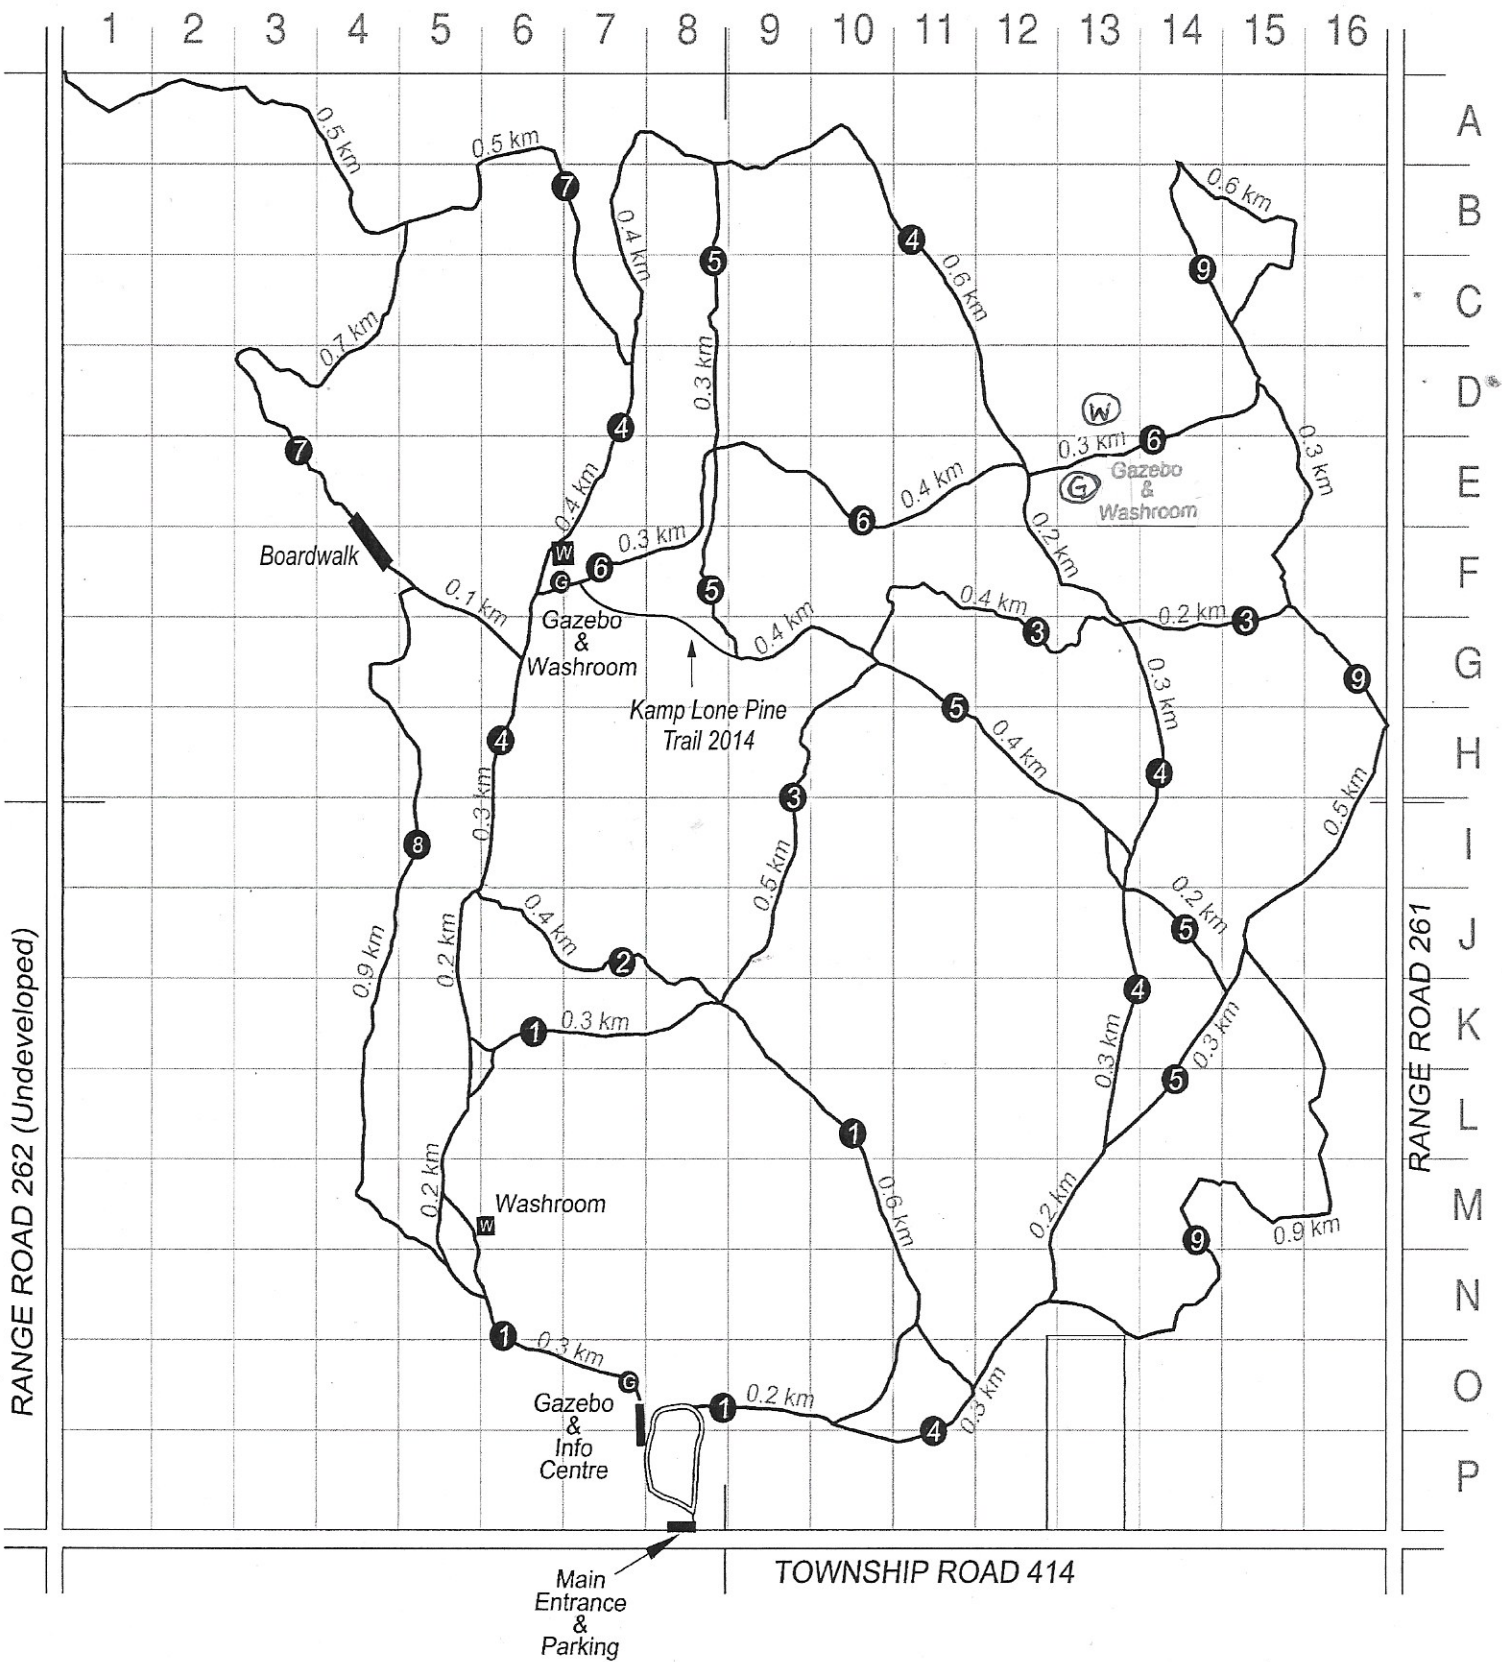 1 2 3 4 5 6 7 8 9 10 11 12 13 14 15 16
A
0.5 km
0.5 km
7
0.6 km
B
0.4 km
4
5
9
0.6 km
C
0.7 km
0.3 km
D
W
4
6
0.3 km
0.3 km
7
E
0.4 km
0.4 km
G
Gazebo
&
Washroom
6
0.2 km
Boardwalk
W
0.3 km
F
6
G
5
0.1 km
0.4 km
0.2 km
3
3
Gazebo
&
Washroom
0.4 km
G
0.3 km
9
Kamp Lone Pine
Trail 2014
5
0.4 km
H
4
4
0.3 km
3
0.5 km
I
8
0.5 km
0.4 km
0.2 km
J
0.2 km
5
2
0.9 km
4
K
1
0.3 km
0.3 km
0.3 km
5
L
1
RANGE ROAD 262 (Undeveloped)
RANGE ROAD 261
0.2 km
0.6 km
0.2 km
M
Washroom
W
9
0.9 km
N
1
0.3 km
G
0.2 km
1
0.3 km
O
4
Gazebo
&
Info
Centre
P
TOWNSHIP ROAD 414
Main
Entrance
&
Parking